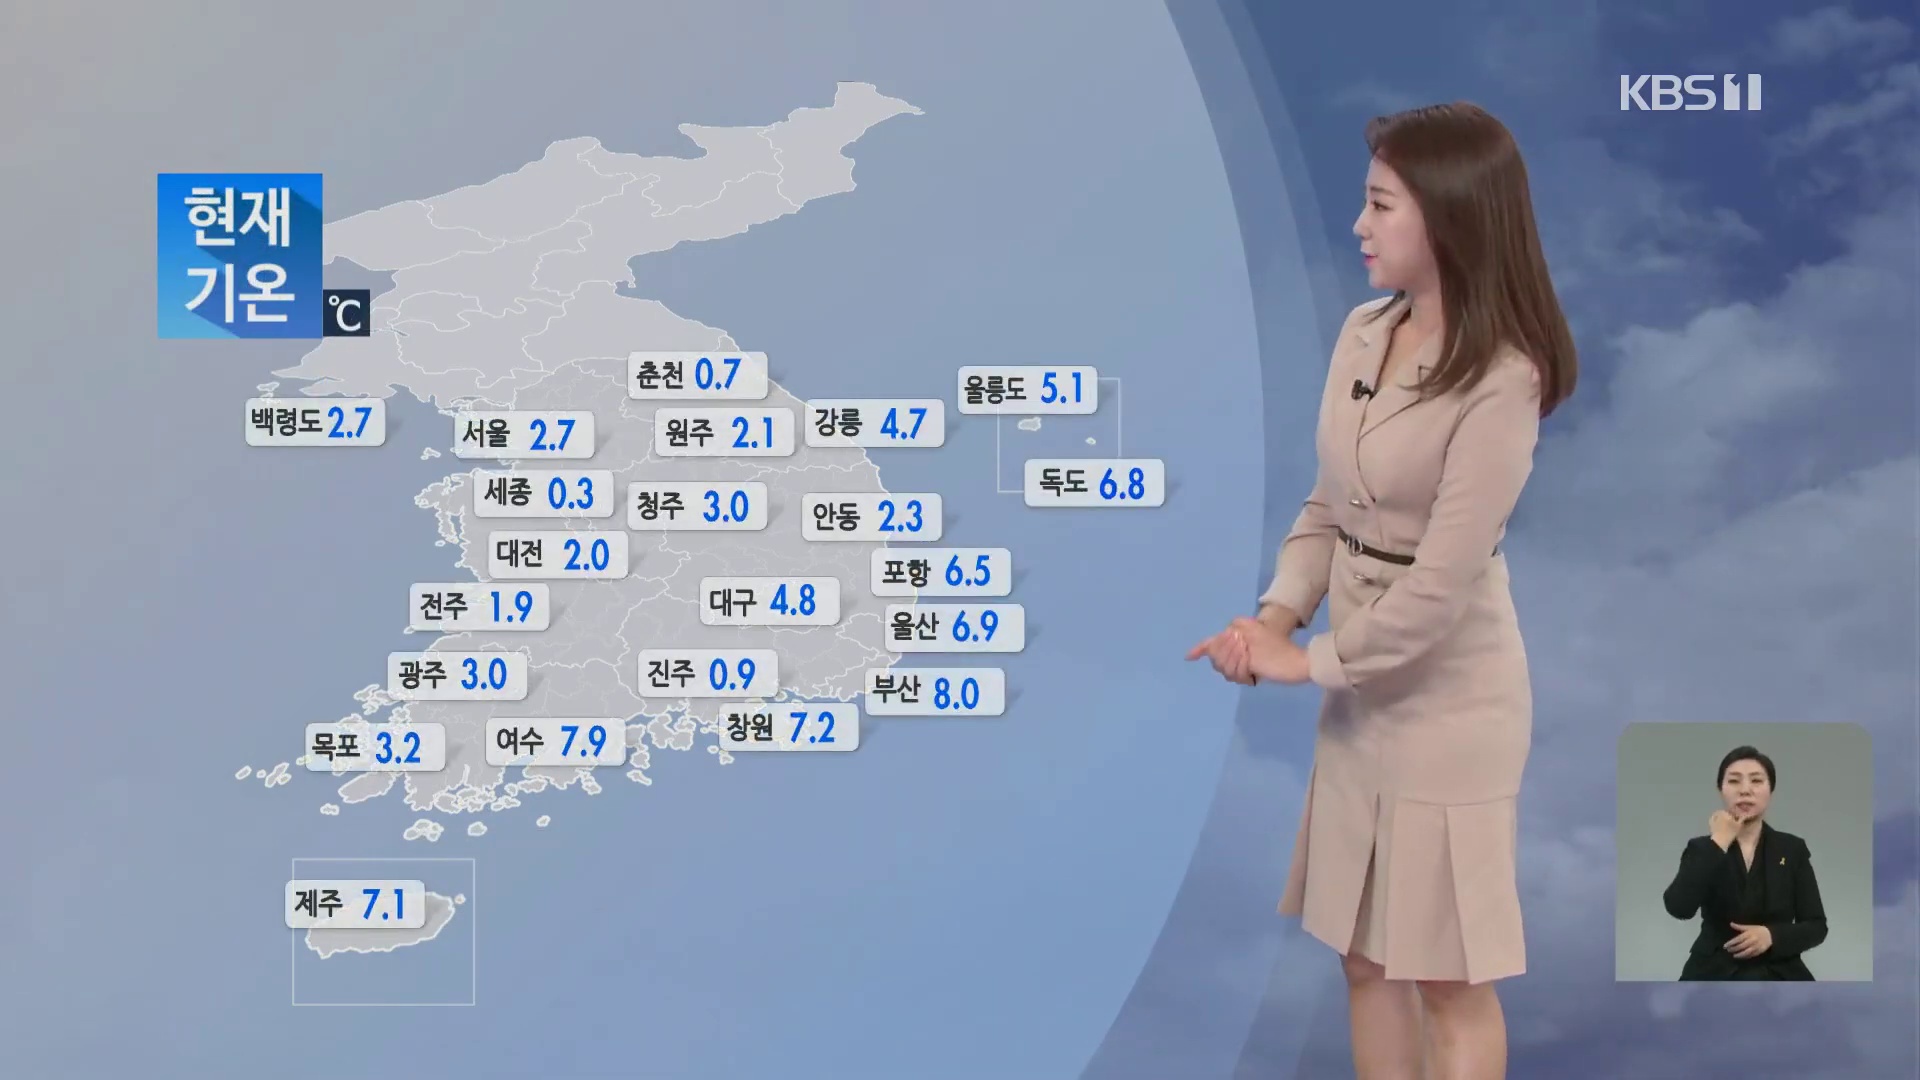 KBS 1
현재
기온
℃
춘천 0.7
울릉도 5.1
백령도 2.7
서울 2.7
원주 2.1
강릉 4.7
독도 6.8
세종 0.3
청주 3.0
안동 2.3
대전 2.0
포항 6.5
전주 1.9
대구 4.8
울산 6.9
광주 3.0
진주 0.9
부산 8.0
목포 3.2
여수 7.9
창원 7.2
제주 7.1